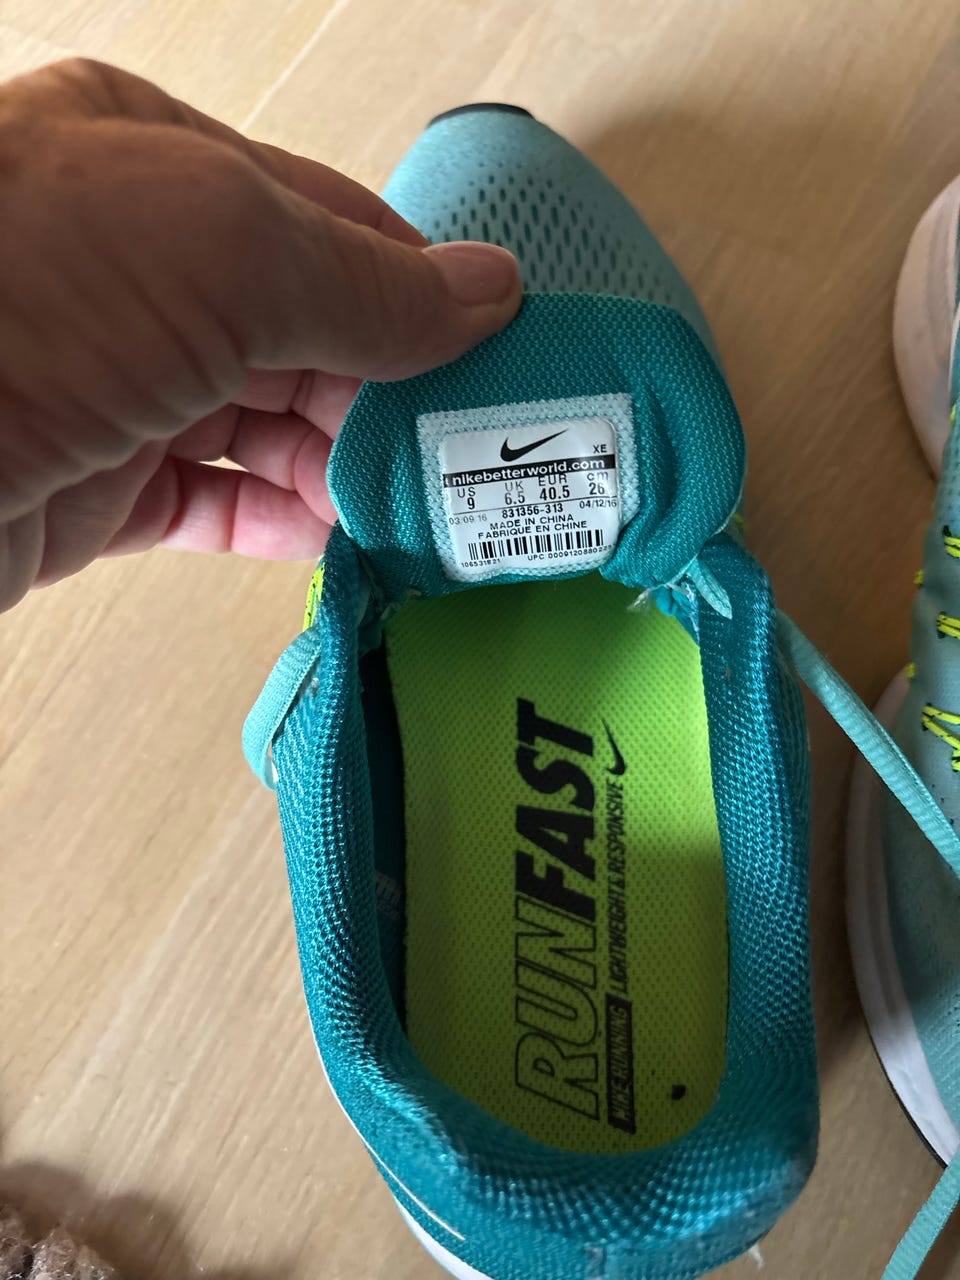 XE
nikebetterworld.com
US UK EUR cm
9 6.5 40.5 26
831356-313
03/09/16 04/12/16
MADE IN CHINA
FABRIQUE EN CHINE
UPC
RUNFAST
NIKE RUNNING LIGHTWEIGHT & RESPONSIVE